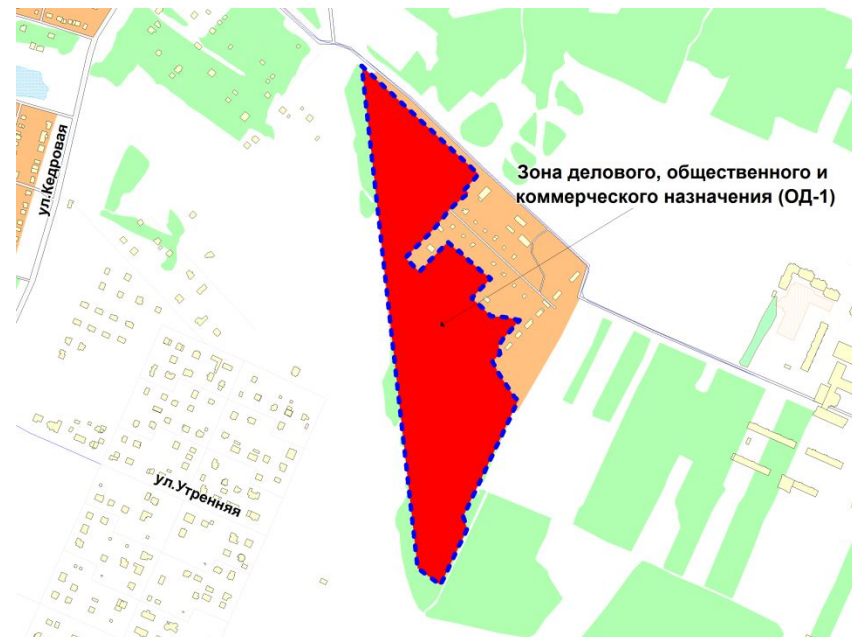 ул.Кедровая
Зона делового, общественного и
коммерческого назначения (ОД-1)
ул.Утренняя